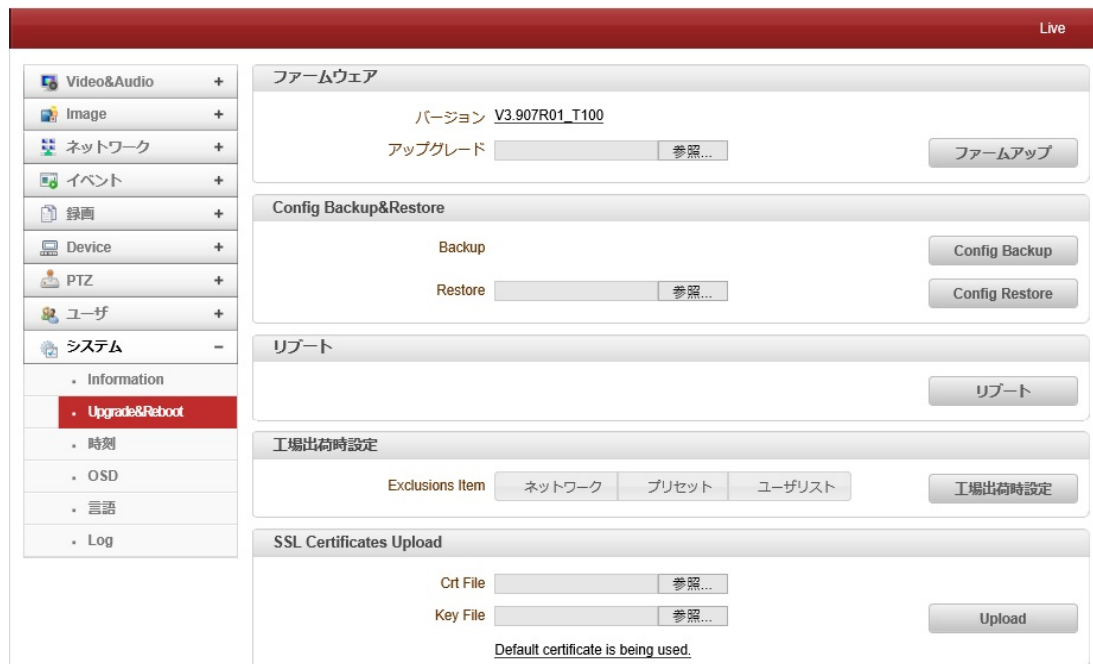 Live
Video&Audio +
Image +
ネットワーク +
イベント +
録画 +
Device +
PTZ +
ユーザ +
システム −
Information
Upgrade&Reboot
時刻
OSD
言語
Log
ファームウェア
バージョン V3.907R01_T100
アップグレード 参照... ファームアップ
Config Backup&Restore
Backup Config Backup
Restore 参照... Config Restore
リブート
リブート
工場出荷時設定
Exclusions Item ネットワーク プリセット ユーザリスト 工場出荷時設定
SSL Certificates Upload
Crt File 参照...
Key File 参照... Upload
Default certificate is being used.